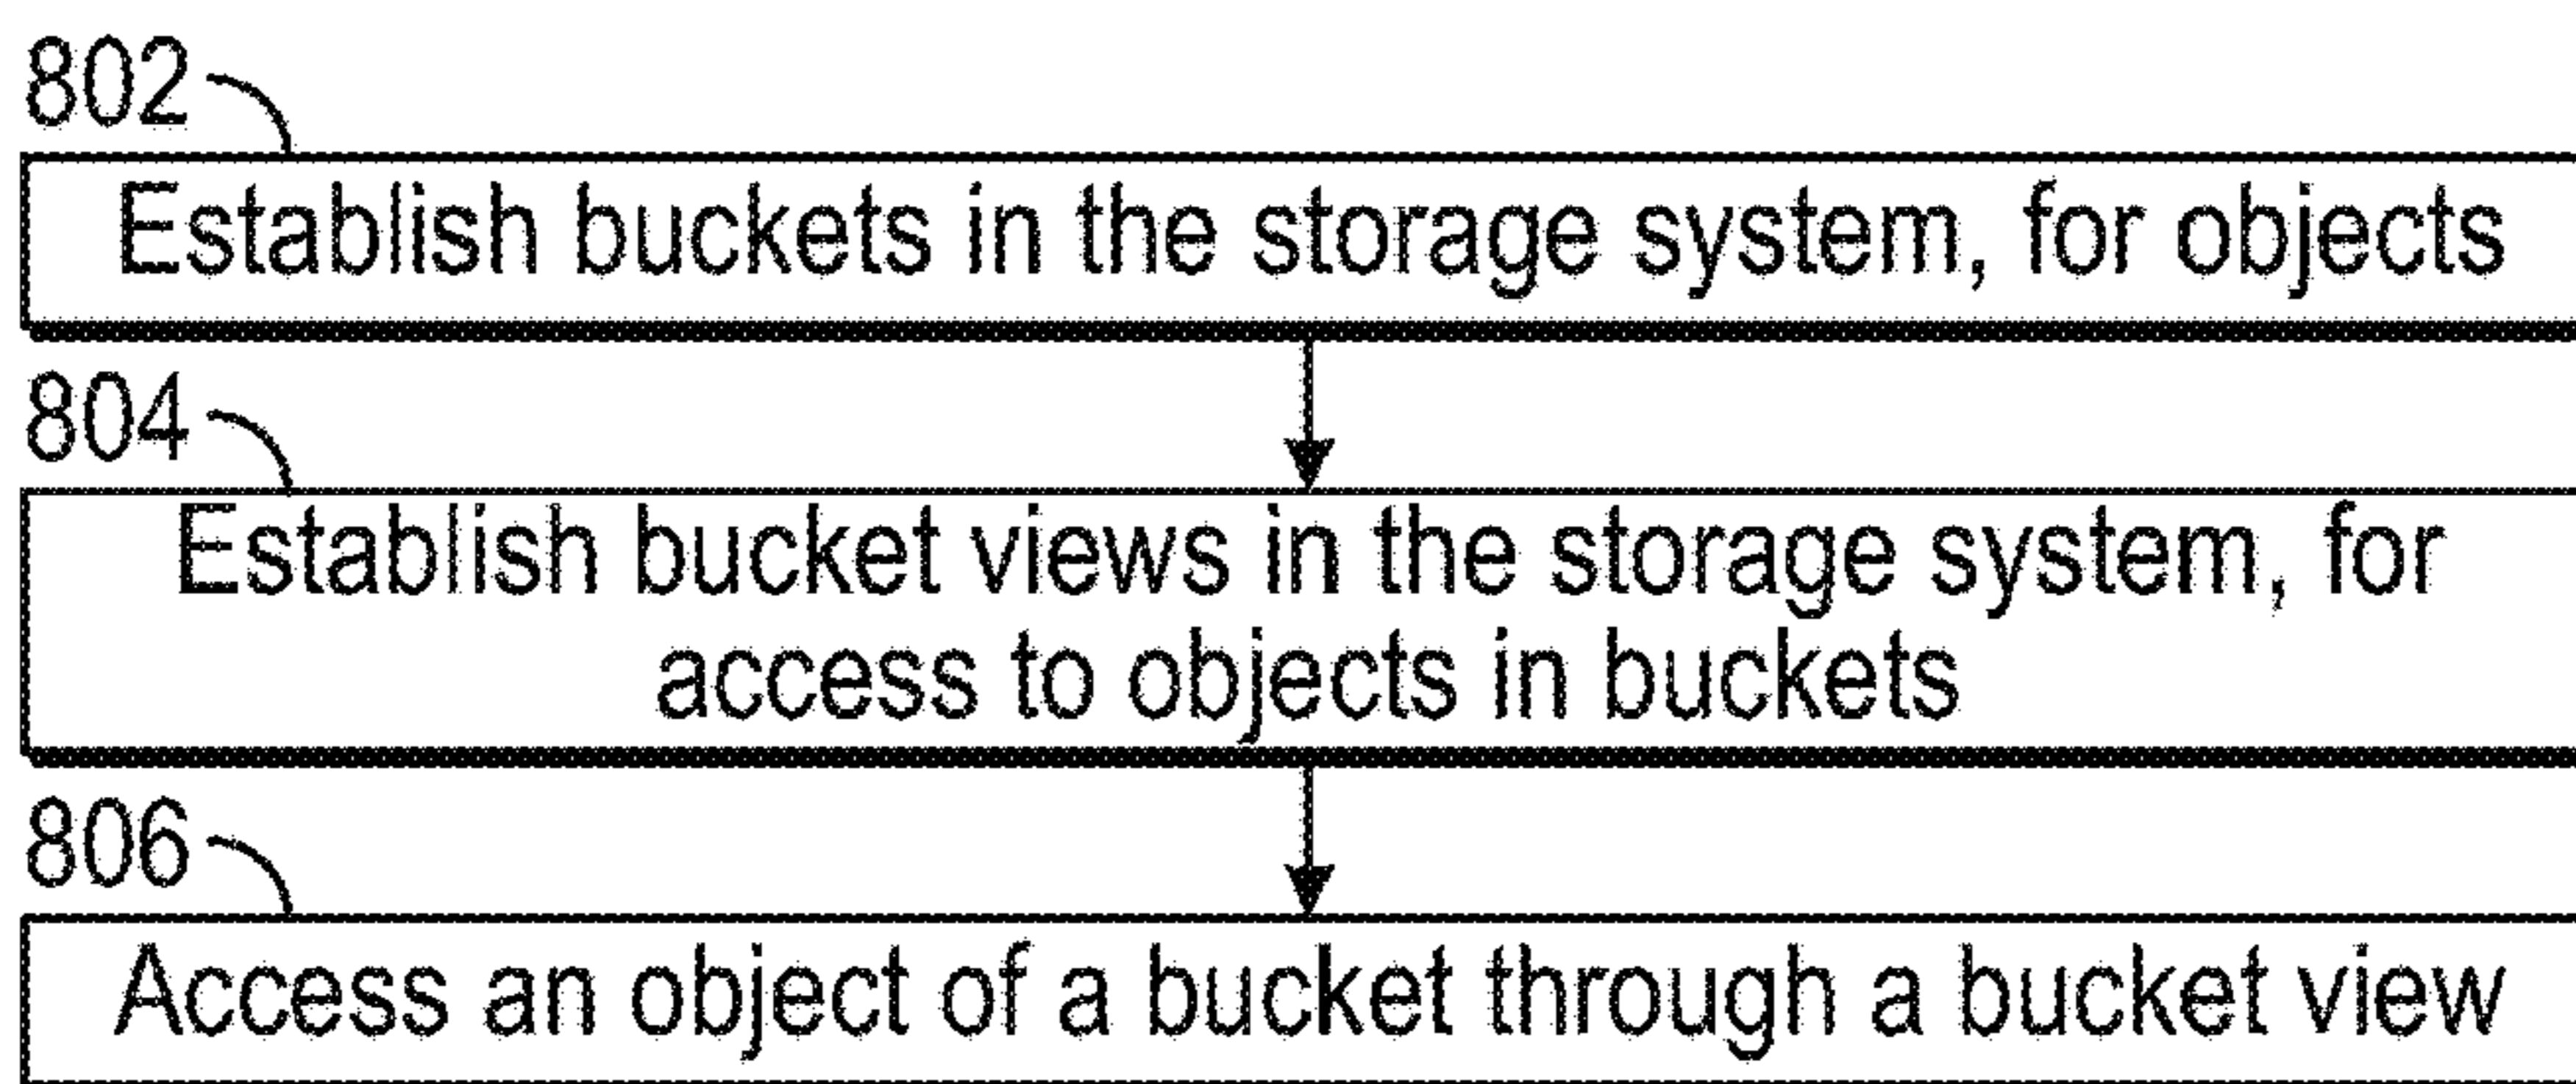 802
Establish buckets in the storage system, for objects
804
Establish bucket views in the storage system, for
access to objects in buckets
806
Access an object of a bucket through a bucket view